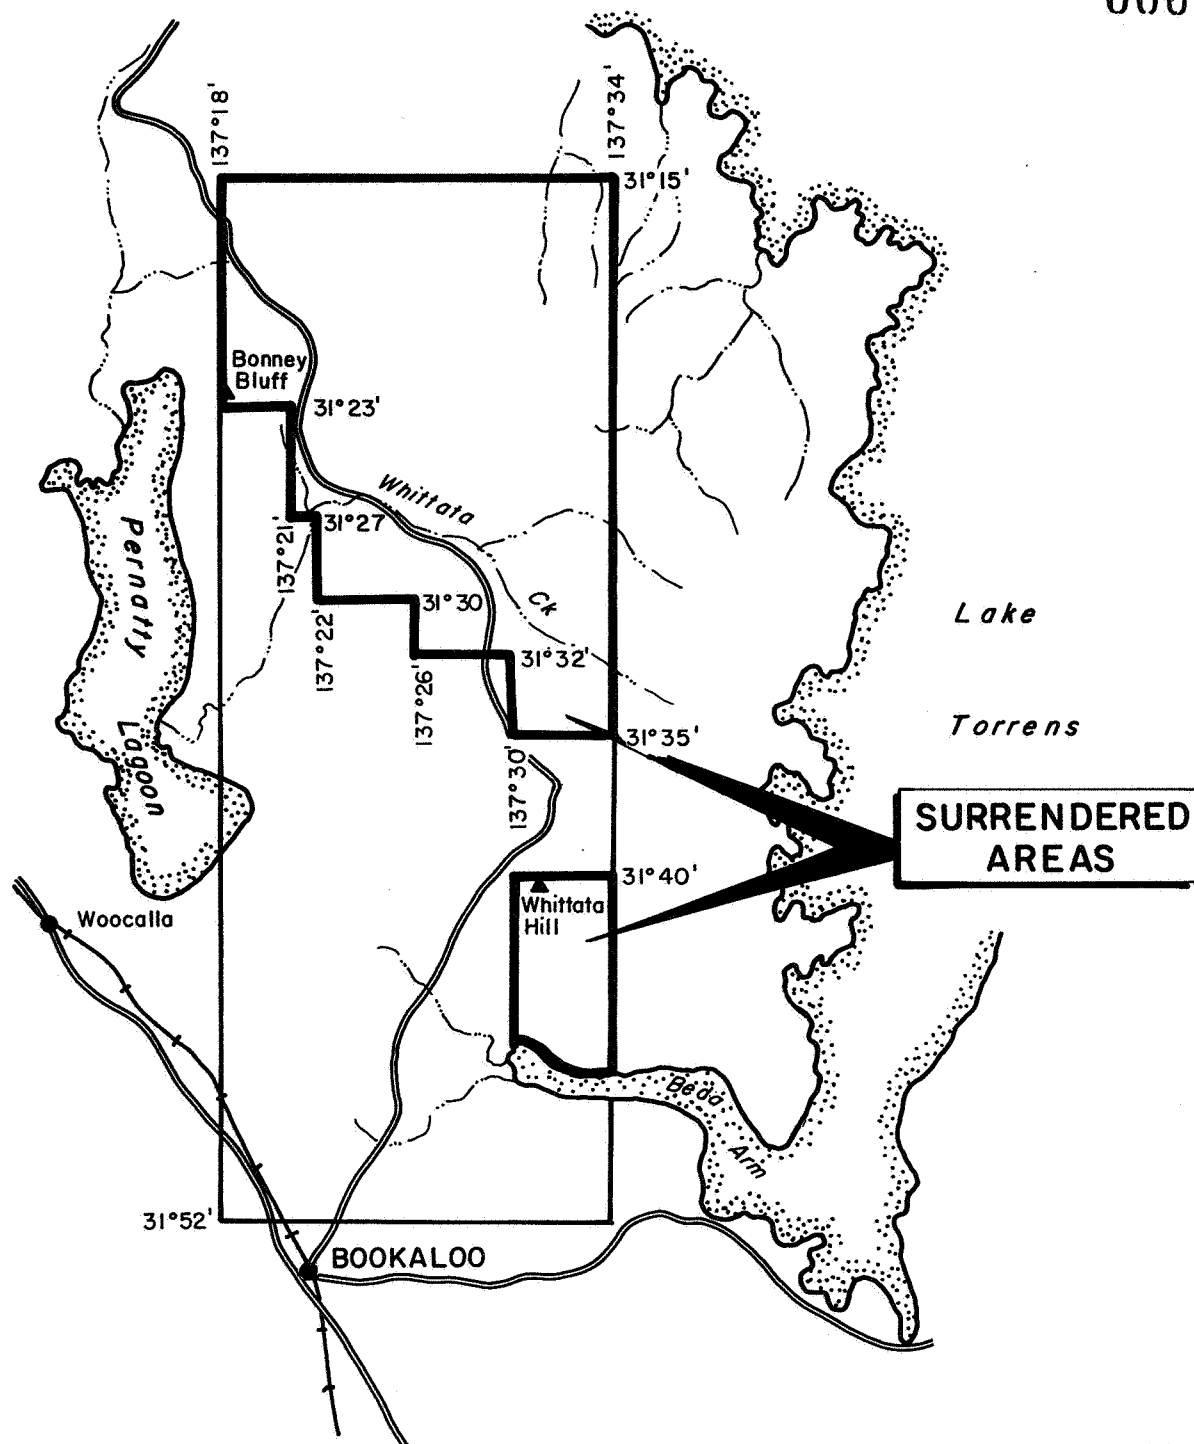 000
137°18'
137°34'
31°15'
Bonney
Bluff
31°23'
Whittata
Ck
31°27
137°21'
137°22'
31°30
137°26'
31°32'
31°35'
137°30'
Pernatty
Lagoon
Lake
Torrens
SURRENDERED
AREAS
31°40'
Whittata
Hill
Woocalla
Beda
Arm
31°52'
BOOKALOO